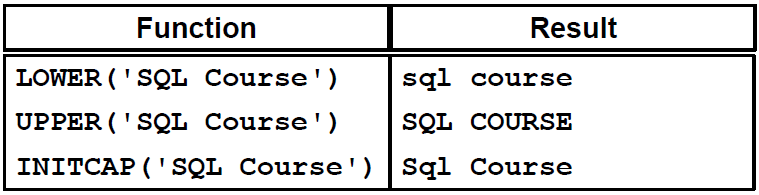 Function Result
LOWER('SQL Course') sql course
UPPER('SQL Course') SQL COURSE
INITCAP('SQL Course') Sql Course